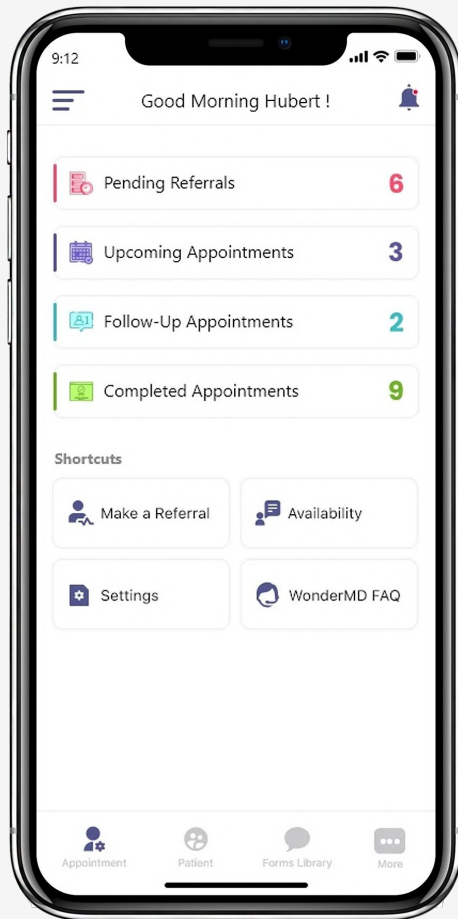 9:12
Good Morning Hubert !
Pending Referrals 6
Upcoming Appointments 3
Follow-Up Appointments 2
Completed Appointments 9
Shortcuts
Make a Referral
Availability
Settings
WonderMD FAQ
Appointment
Patient
Forms Library
More